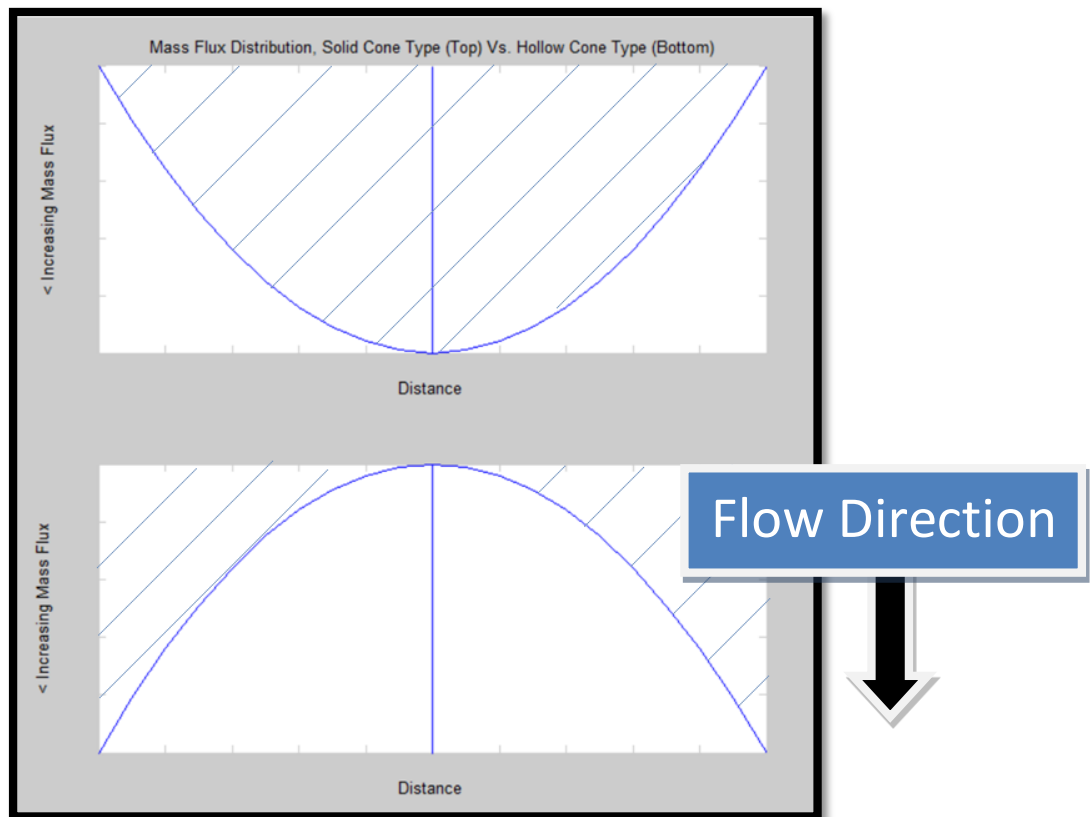 Mass Flux Distribution, Solid Cone Type (Top) Vs. Hollow Cone Type (Bottom)
< Increasing Mass Flux
Distance
< Increasing Mass Flux
Flow Direction
Distance